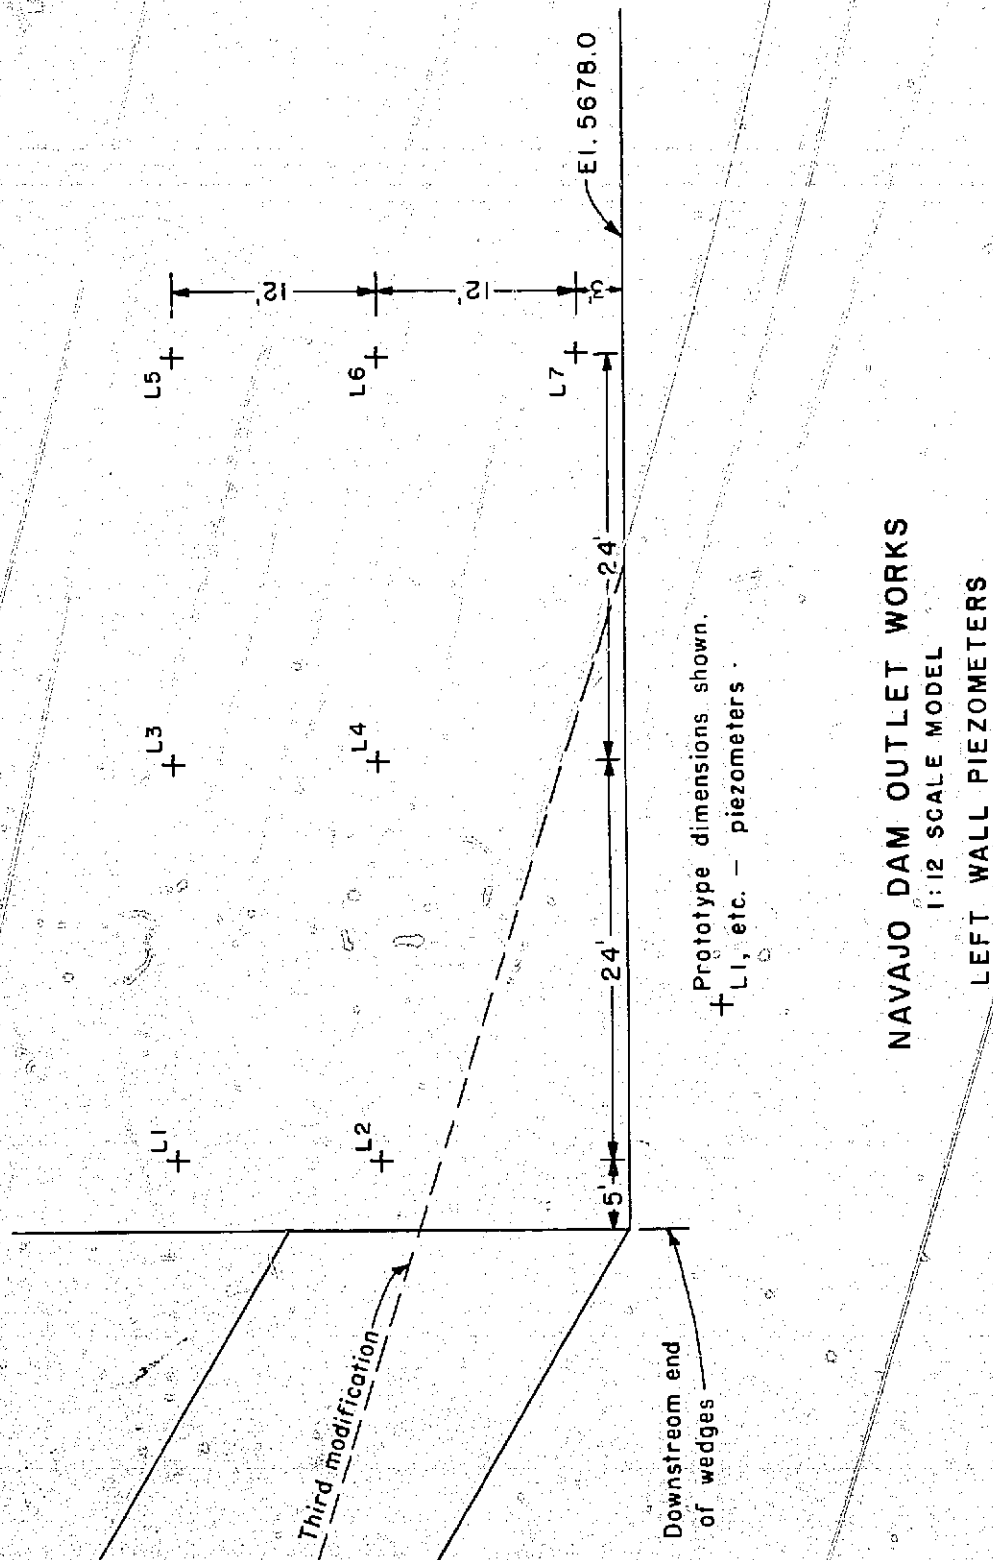 L1
L3
L5
L2
L4
L6
L7
12'
12'
3'
El. 5678.0
Third modification
5'
24'
24'
Downstream end
of wedges
+ Prototype dimensions shown.
L1, etc. — piezometers.
NAVAJO DAM OUTLET WORKS
1:12 SCALE MODEL
LEFT WALL PIEZOMETERS